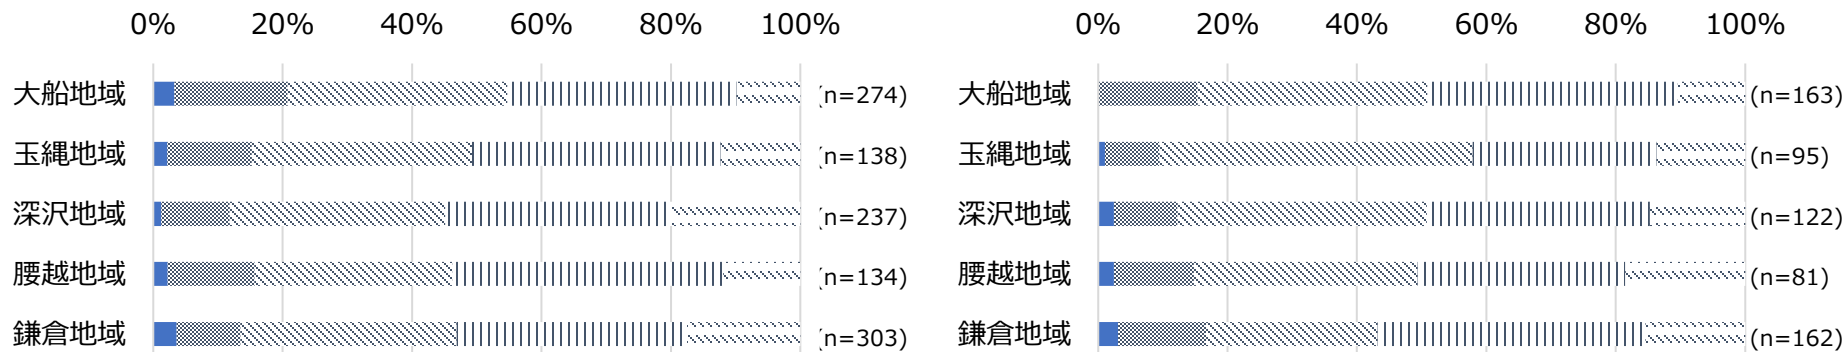 0% 20% 40% 60% 80% 100%
大船地域 (n=274)
玉縄地域 (n=138)
深沢地域 (n=237)
腰越地域 (n=134)
鎌倉地域 (n=303)
0% 20% 40% 60% 80% 100%
大船地域 (n=163)
玉縄地域 (n=95)
深沢地域 (n=122)
腰越地域 (n=81)
鎌倉地域 (n=162)